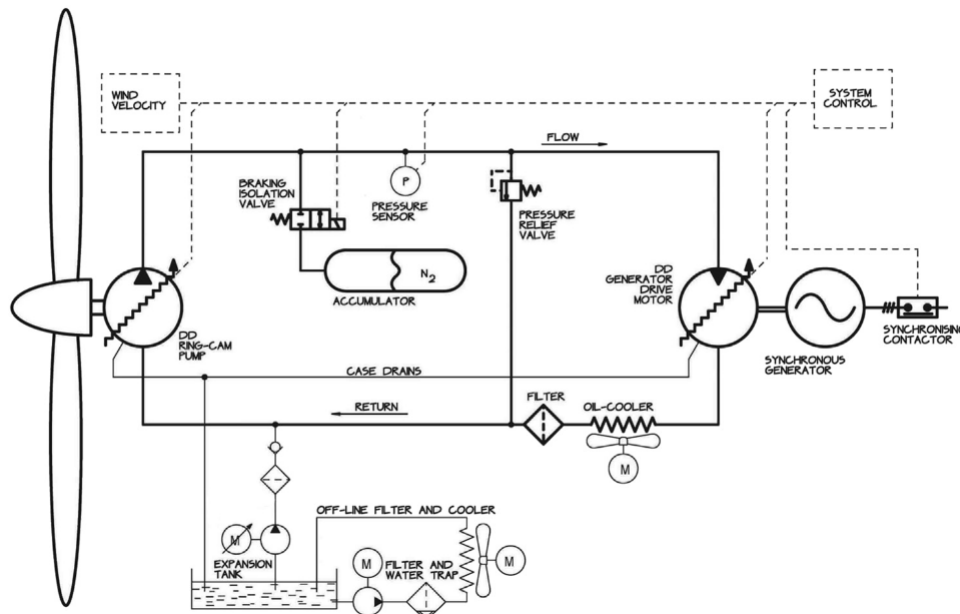 WIND
VELOCITY
SYSTEM
CONTROL
FLOW
BRAKING
ISOLATION
VALVE
P
PRESSURE
SENSOR
PRESSURE
RELIEF
VALVE
N2
ACCUMULATOR
DD
GENERATOR
DRIVE
MOTOR
DD
RING-CAM
PUMP
SYNCHRONOUS
GENERATOR
SYNCHRONISING
CONTACTOR
CASE DRAINS
RETURN
FILTER
OIL-COOLER
M
OFF-LINE FILTER AND COOLER
M
EXPANSION
TANK
M
FILTER AND
WATER TRAP
M